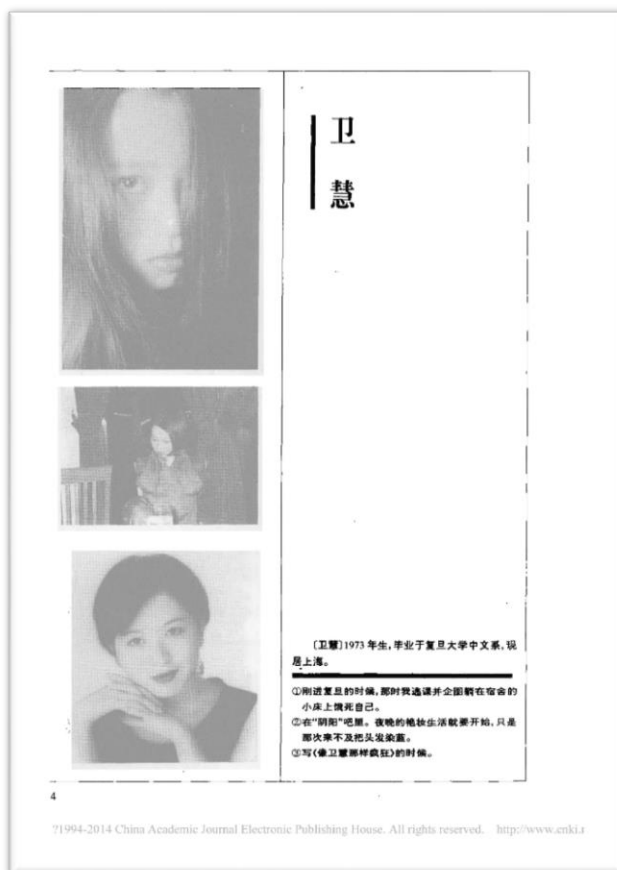 卫
慧
〔卫慧〕1973 年生,毕业于复旦大学中文系,现
居上海。
①刚进复旦的时候,那时我逃课并企图躺在宿舍的
小床上饿死自己。
②在“阴阳”吧里。夜晚的艳妆生活就要开始,只是
那次来不及把头发染蓝。
③写《像卫慧那样疯狂》的时候。
4
?1994-2014 China Academic Journal Electronic Publishing House. All rights reserved. http://www.cnki.r